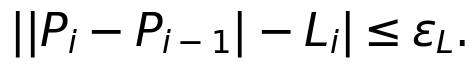 ||P_i − P_{i−1}| − L_i| ≤ ε_L.